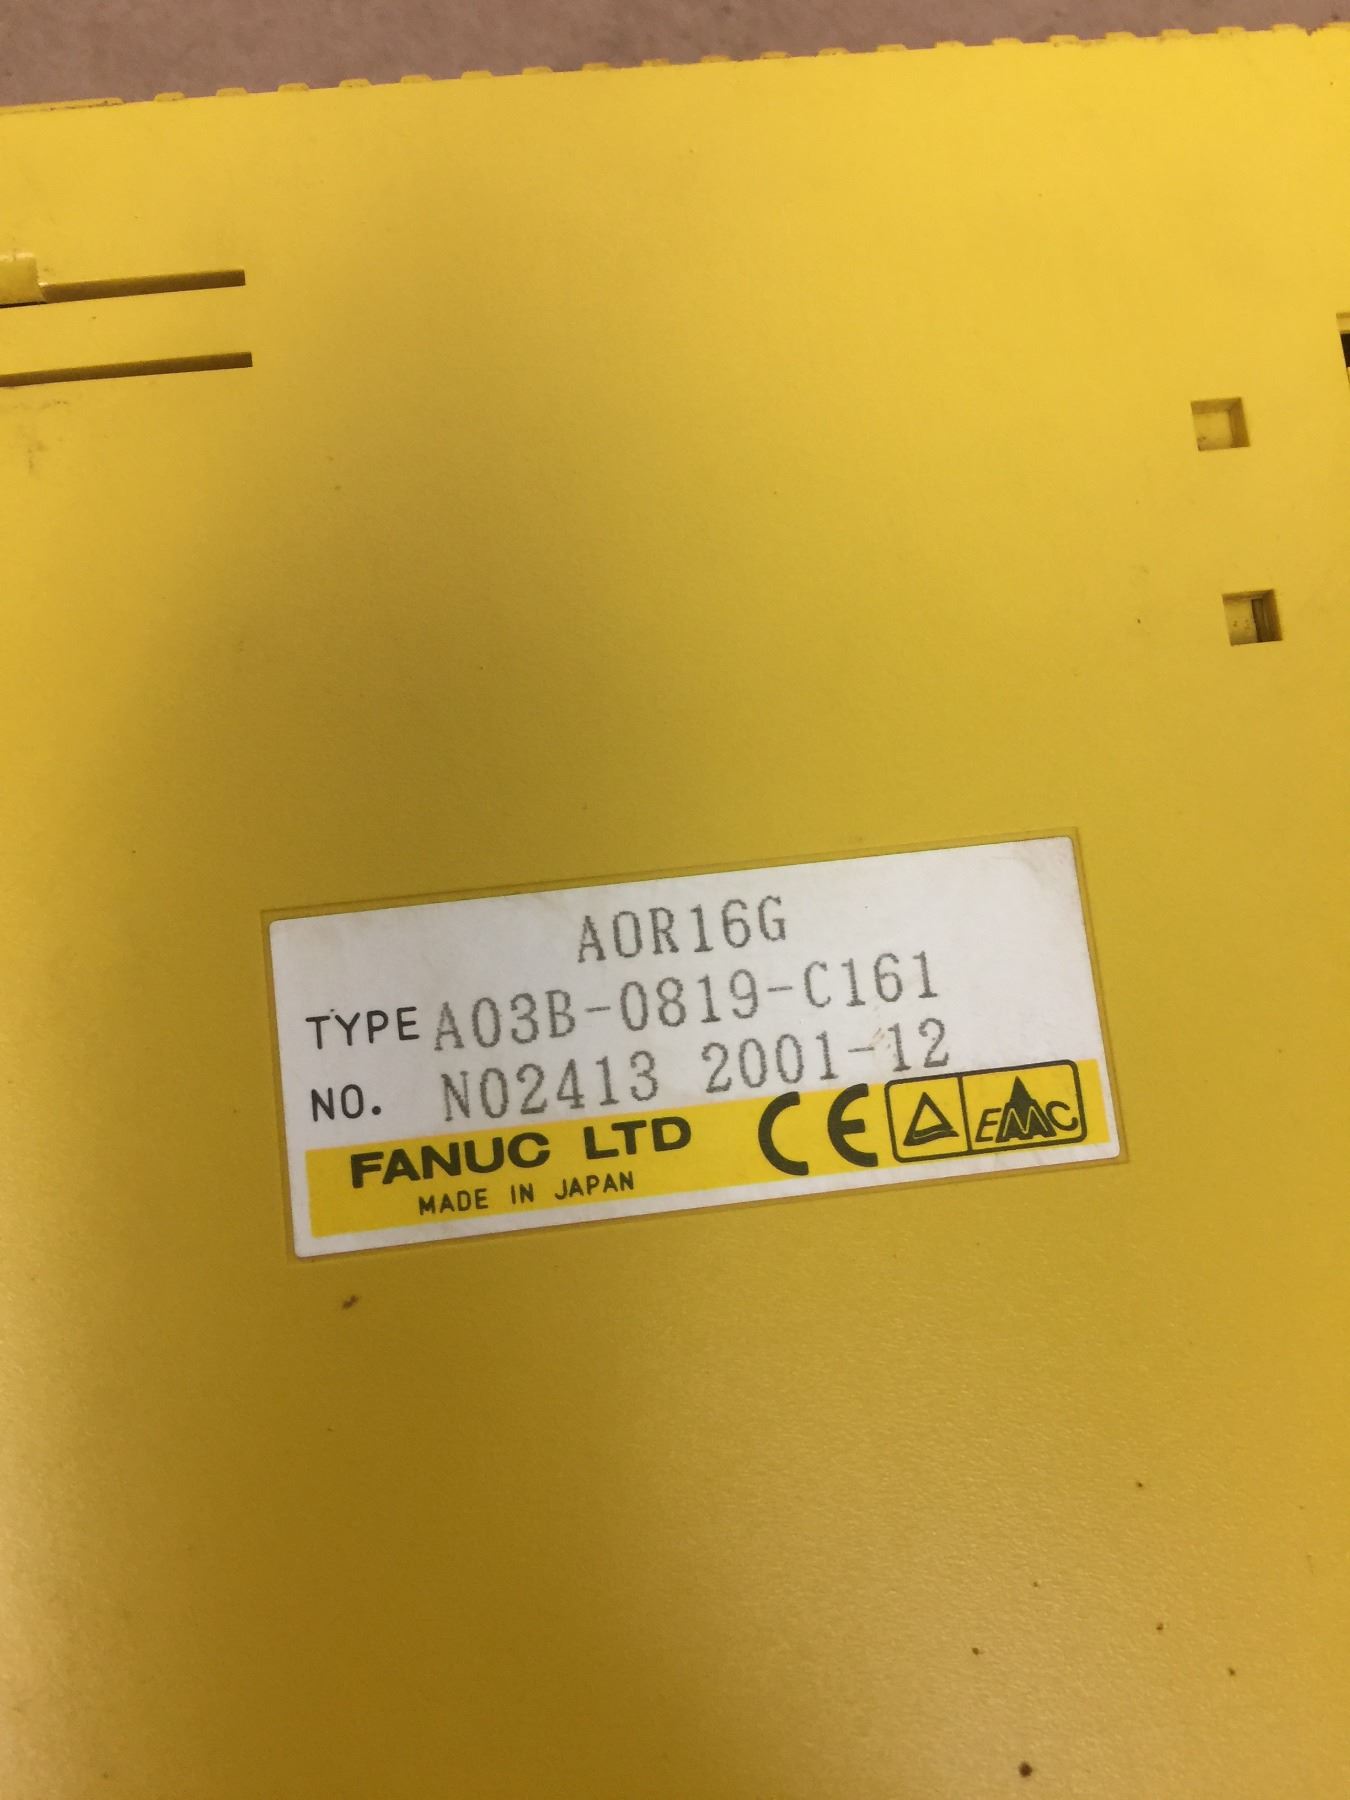 AOR16G
TYPE A03B-0819-C161
NO. N02413 2001-12
FANUC LTD CE EMC
MADE IN JAPAN